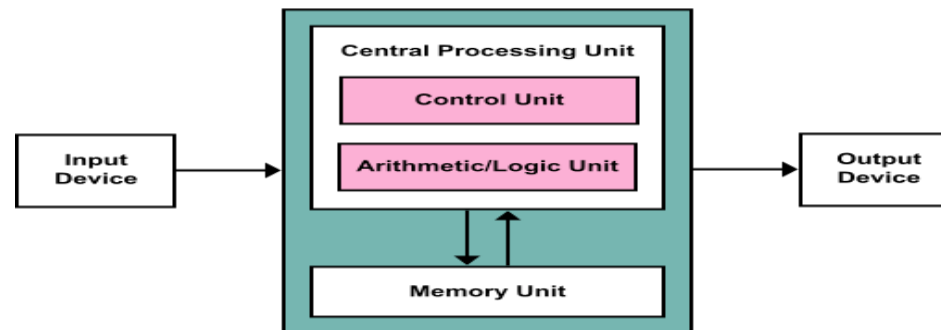 Central Processing Unit
Control Unit
Arithmetic/Logic Unit
Input
Device
Output
Device
Memory Unit